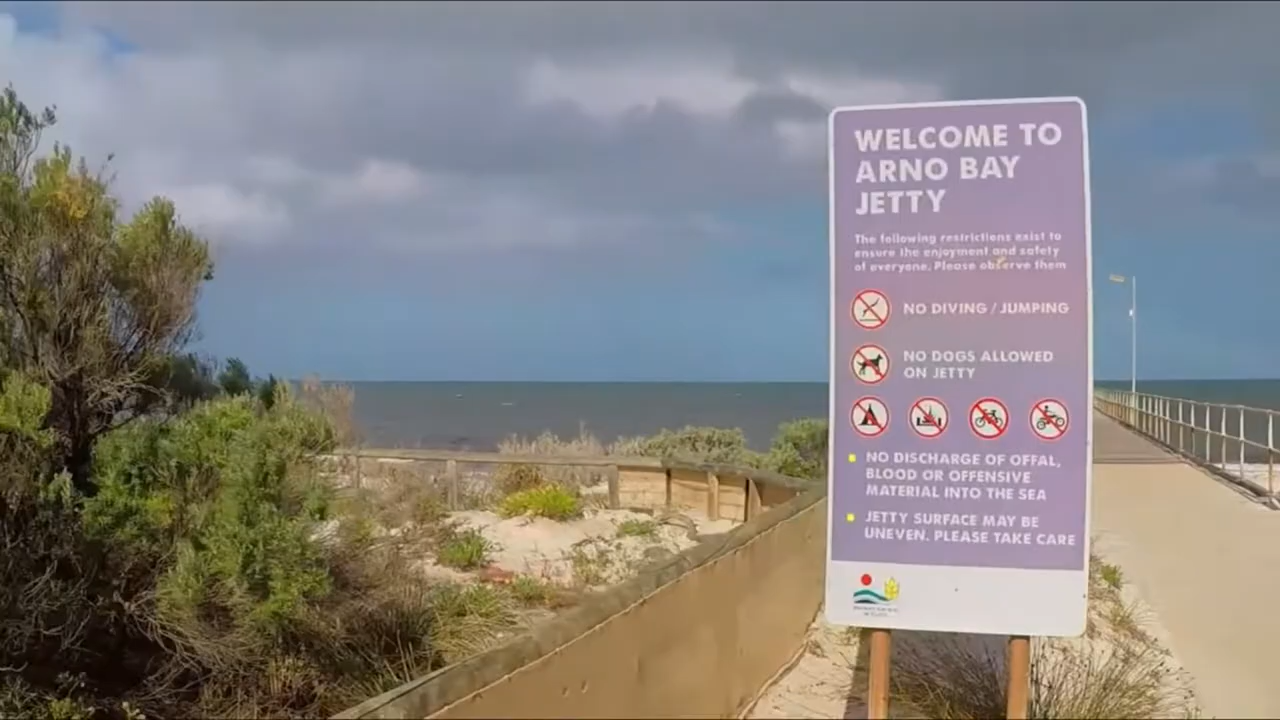 WELCOME TO
ARNO BAY
JETTY
The following restrictions exist to
ensure the enjoyment and safety
of everyone. Please observe them
NO DIVING / JUMPING
NO DOGS ALLOWED
ON JETTY
NO DISCHARGE OF OFFAL,
BLOOD OR OFFENSIVE
MATERIAL INTO THE SEA
JETTY SURFACE MAY BE
UNEVEN. PLEASE TAKE CARE